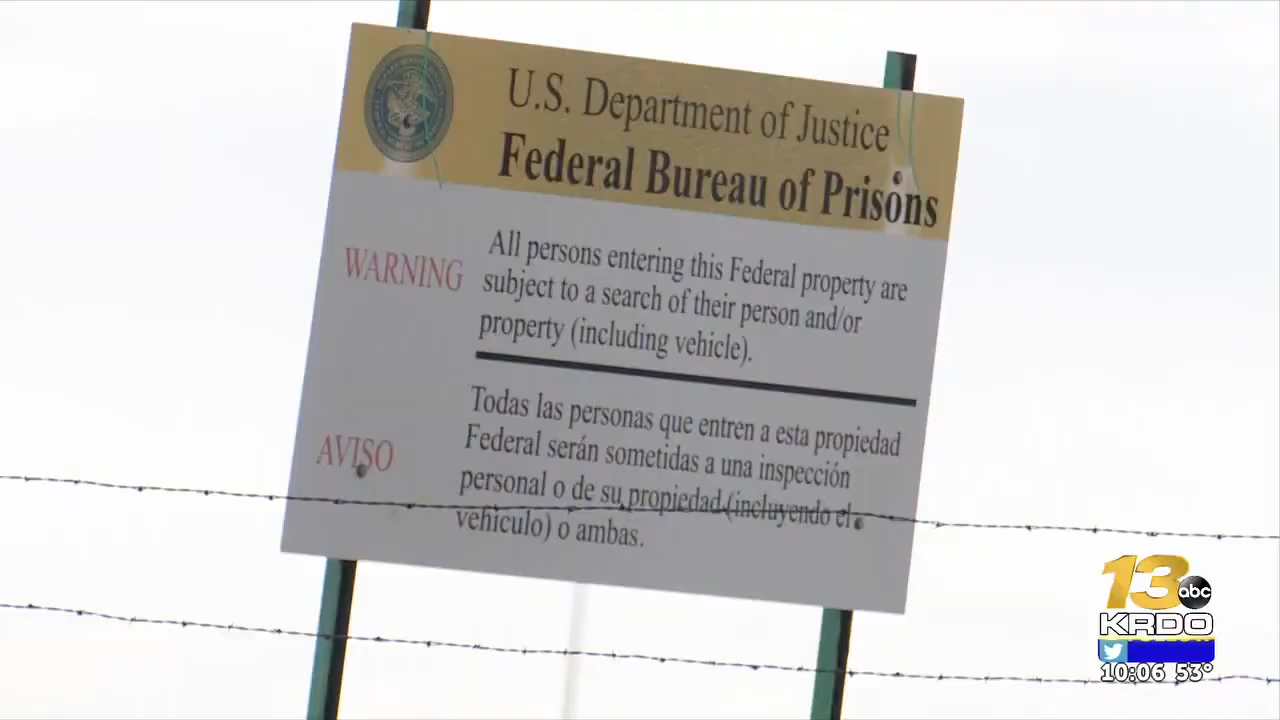 U.S. Department of Justice
Federal Bureau of Prisons
WARNING
All persons entering this Federal property are
subject to a search of their person and/or
property (including vehicle).
AVISO
Todas las personas que entren a esta propiedad
Federal serán sometidas a una inspección
personal o de su propiedad (incluyendo el
vehiculo) o ambas.
13
abc
KRDO
10:06 53°